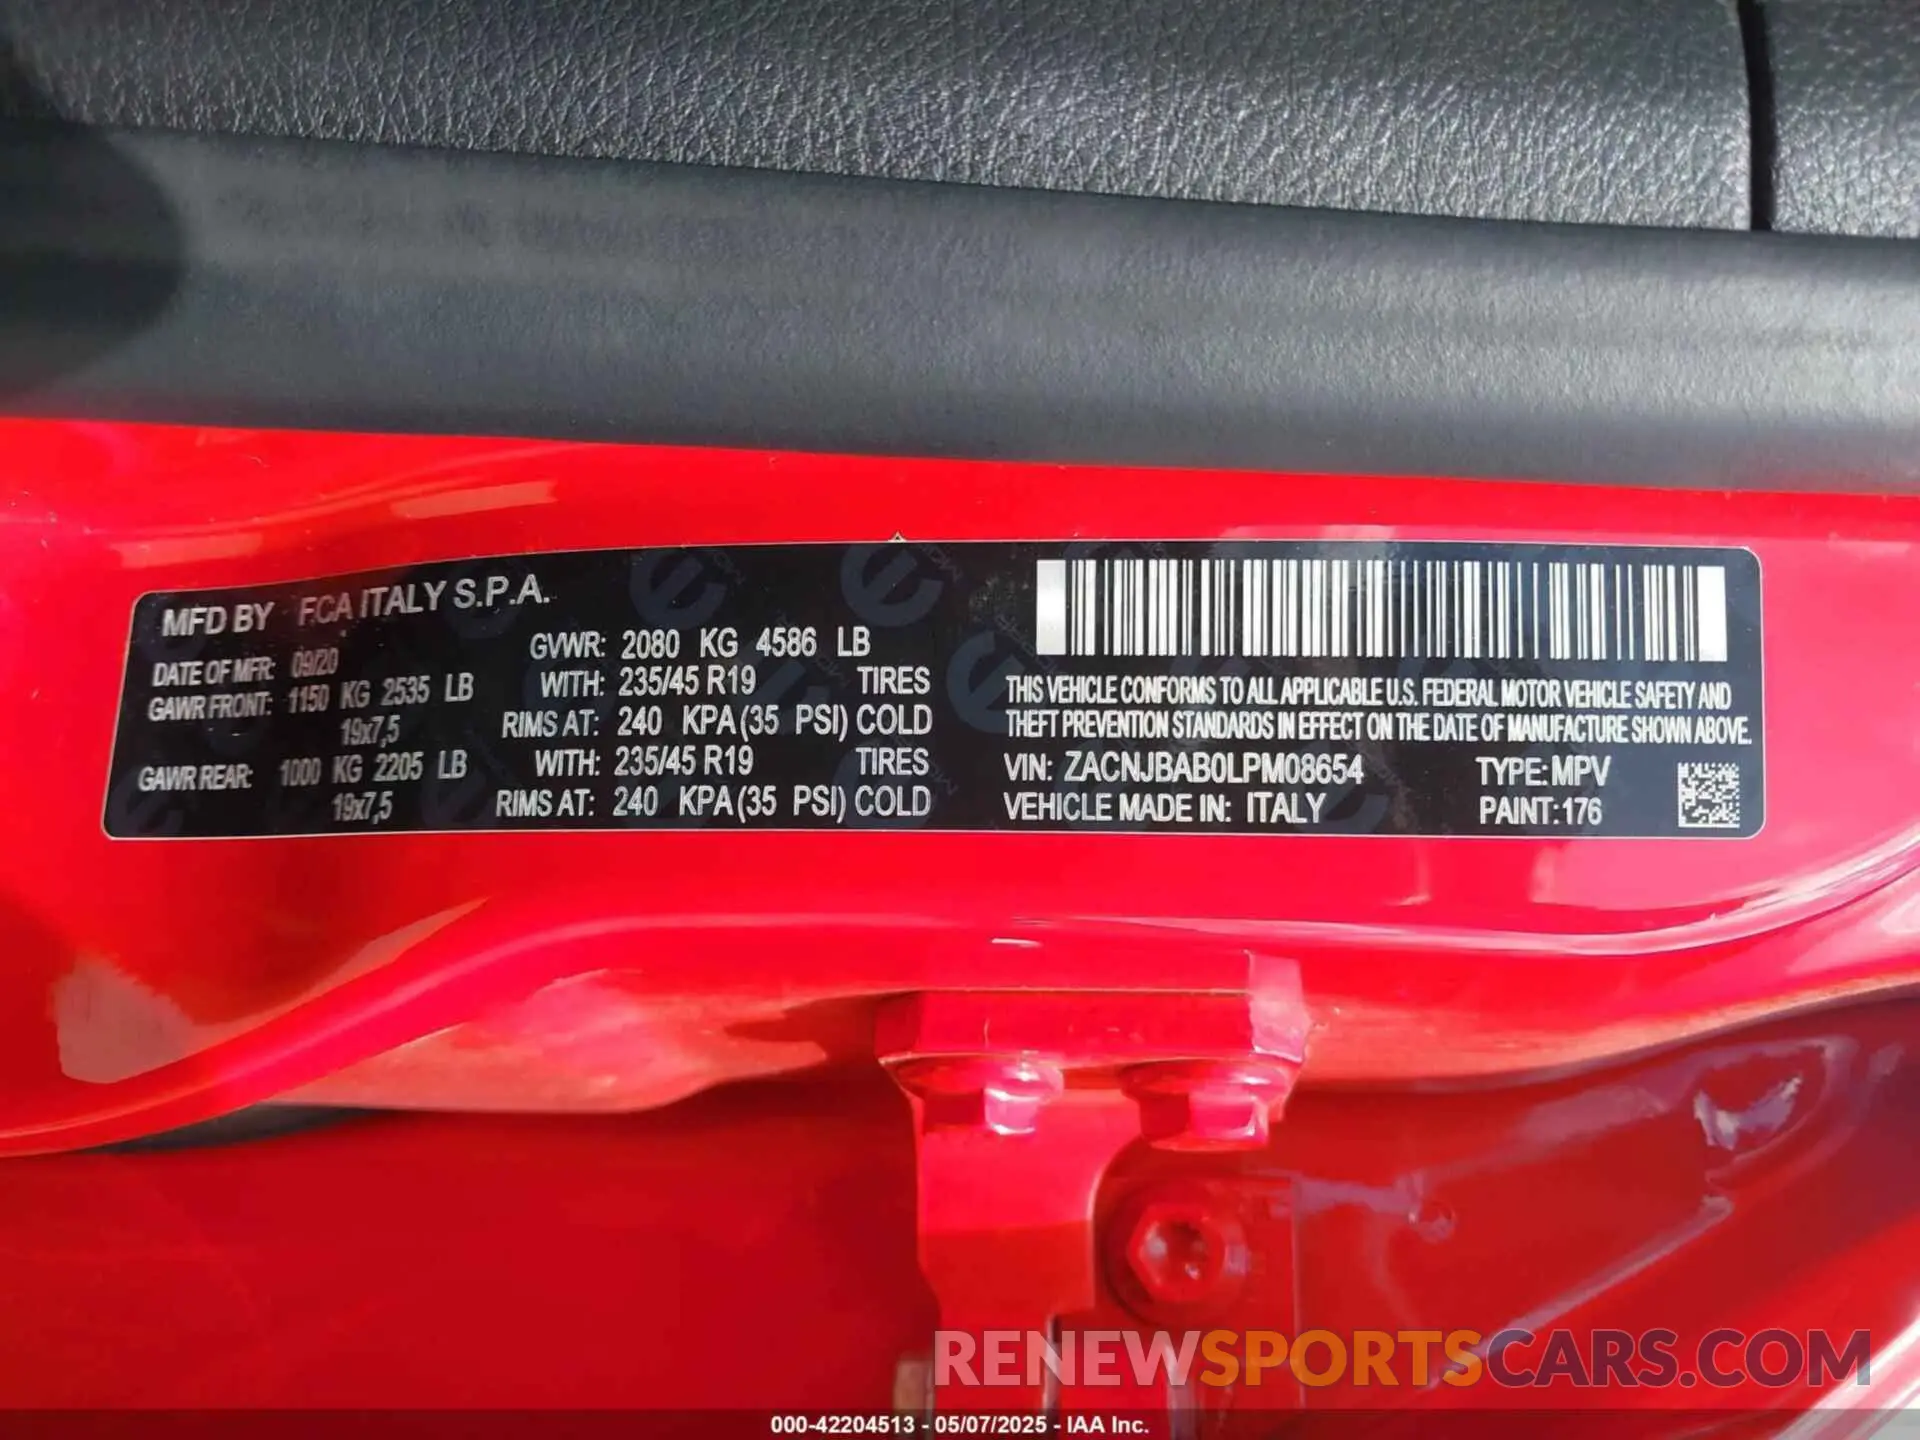 MFD BY FCA ITALY S.P.A.
DATE OF MFR: 09/20
GVWR: 2080 KG 4586 LB
GAWR FRONT: 1150 KG 2535 LB
WITH: 235/45 R19 TIRES
19x7,5
RIMS AT: 240 KPA (35 PSI) COLD
GAWR REAR: 1000 KG 2205 LB
WITH: 235/45 R19 TIRES
19x7,5
RIMS AT: 240 KPA (35 PSI) COLD
THIS VEHICLE CONFORMS TO ALL APPLICABLE U.S. FEDERAL MOTOR VEHICLE SAFETY AND
THEFT PREVENTION STANDARDS IN EFFECT ON THE DATE OF MANUFACTURE SHOWN ABOVE.
VIN: ZACNJBAB0LPM08654 TYPE: MPV
VEHICLE MADE IN: ITALY PAINT: 176
RENEWSPORTSCARS.COM
000-42204513 - 05/07/2025 - IAA Inc.